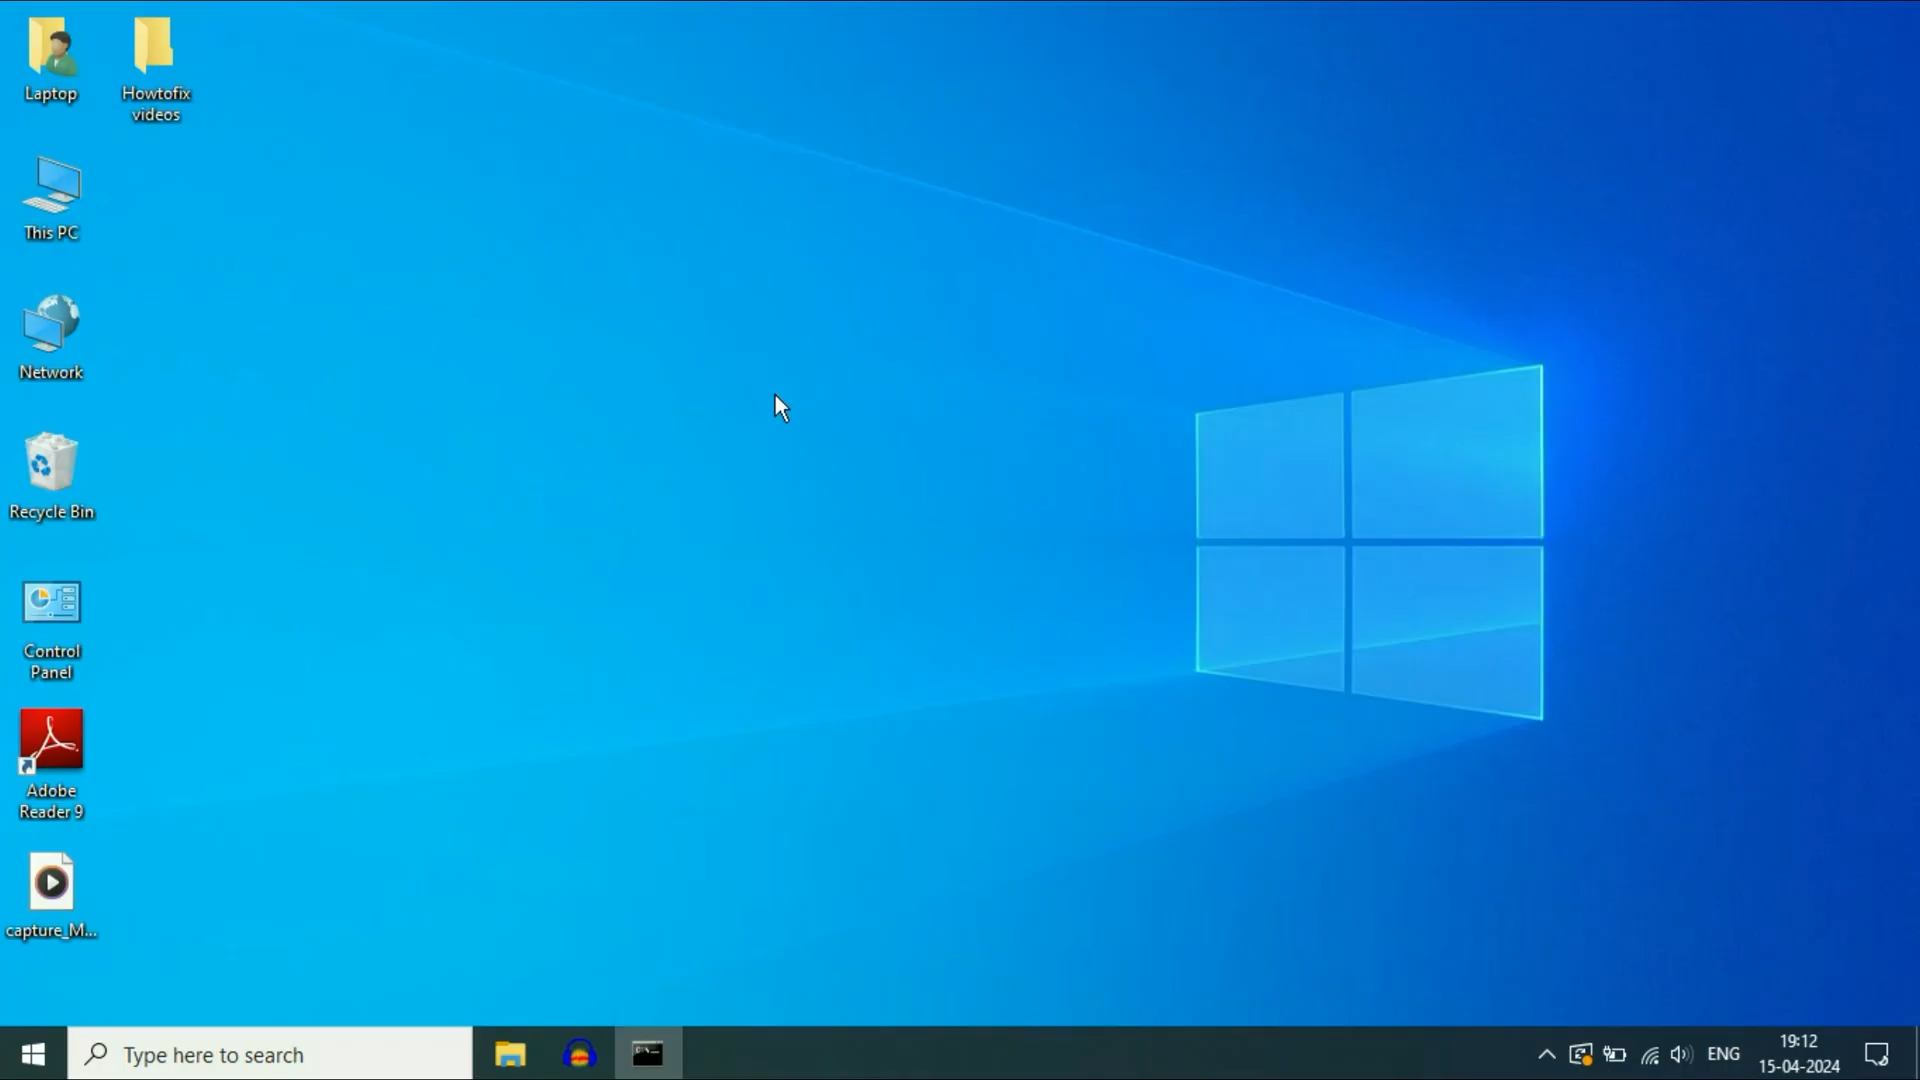 Laptop
Howtofix
videos
This PC
Network
Recycle Bin
Control
Panel
Adobe
Reader 9
capture_M...
Type here to search
ENG
19:12
15-04-2024